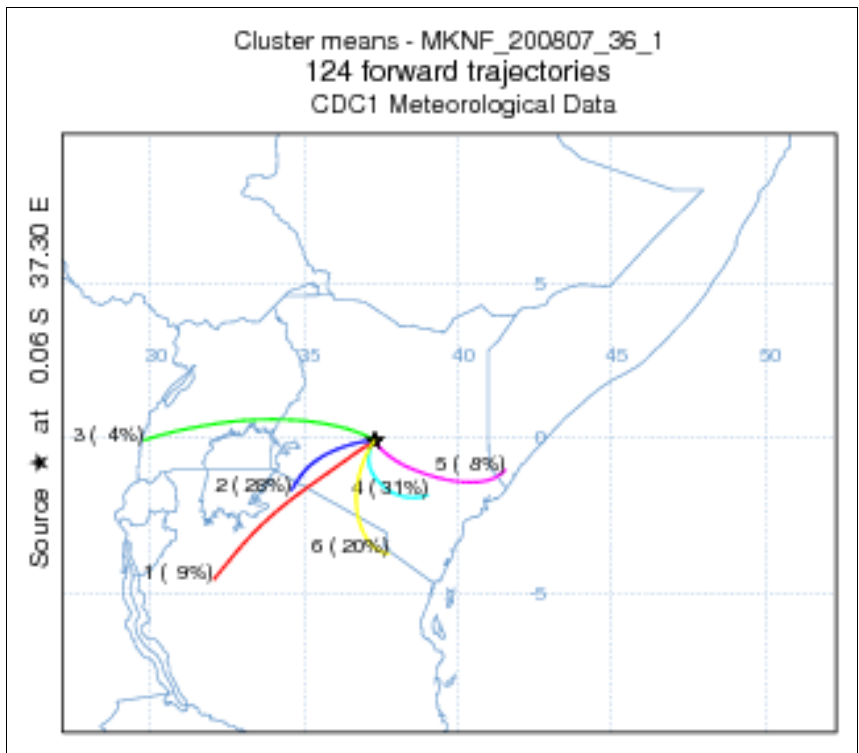 Cluster means - MKNF_200807_36_1
124 forward trajectories
CDC1 Meteorological Data
Source ★ at 0.06 S 37.30 E
5
30 35 40 45 50
3 ( 4%)
0
5 ( 8%)
2 ( 28%)
4 ( 31%)
6 ( 20%)
1 ( 9%)
-5